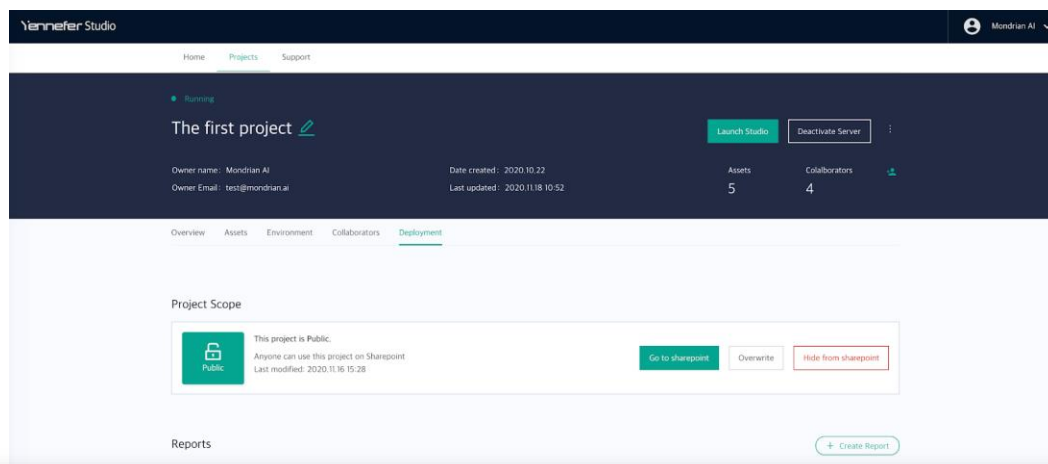 Yennefer Studio
Mondrian AI
Home Projects Support
Running
The first project
Launch Studio Deactivate Server
Owner name: Mondrian AI Date created: 2020.10.22 Assets Colalborators
Owner Email: test@mondrian.ai Last updated: 2020.11.18 10:52 5 4
Overview Assets Environment Collaborators Deployment
Project Scope
This project is Public.
Anyone can use this project on Sharepoint
Last modified: 2020.11.16 15:28
Public
Go to sharepoint Overwrite Hide from sharepoint
Reports
+ Create Report